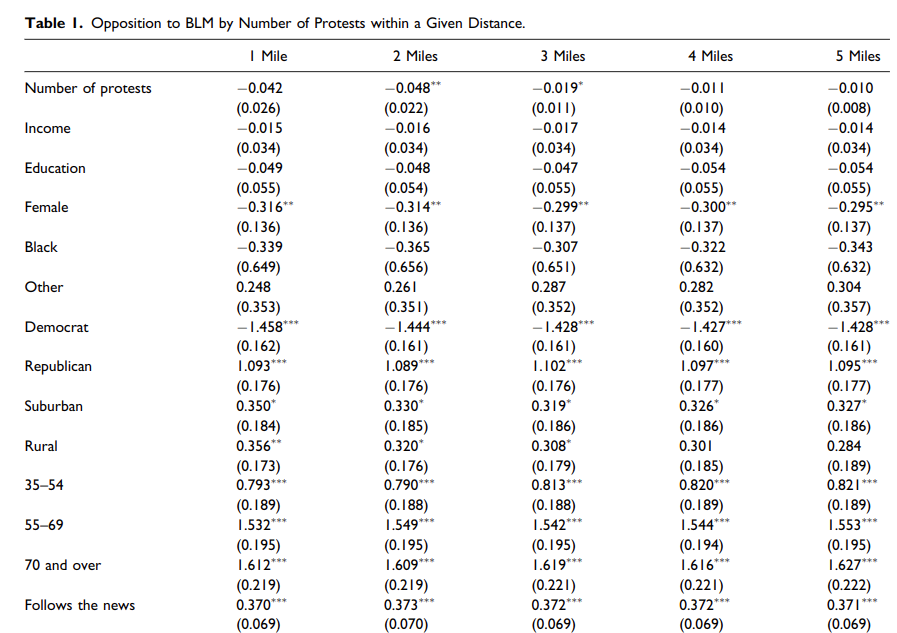 Table 1. Opposition to BLM by Number of Protests within a Given Distance.
1 Mile 2 Miles 3 Miles 4 Miles 5 Miles
Number of protests −0.042 −0.048** −0.019* −0.011 −0.010
(0.026) (0.022) (0.011) (0.010) (0.008)
Income −0.015 −0.016 −0.017 −0.014 −0.014
(0.034) (0.034) (0.034) (0.034) (0.034)
Education −0.049 −0.048 −0.047 −0.054 −0.054
(0.055) (0.054) (0.055) (0.055) (0.055)
Female −0.316** −0.314** −0.299** −0.300** −0.295**
(0.136) (0.136) (0.137) (0.137) (0.137)
Black −0.339 −0.365 −0.307 −0.322 −0.343
(0.649) (0.656) (0.651) (0.632) (0.632)
Other 0.248 0.261 0.287 0.282 0.304
(0.353) (0.351) (0.352) (0.352) (0.357)
Democrat −1.458*** −1.444*** −1.428*** −1.427*** −1.428***
(0.162) (0.161) (0.161) (0.160) (0.161)
Republican 1.093*** 1.089*** 1.102*** 1.097*** 1.095***
(0.176) (0.176) (0.176) (0.177) (0.177)
Suburban 0.350* 0.330* 0.319* 0.326* 0.327*
(0.184) (0.185) (0.186) (0.186) (0.186)
Rural 0.356** 0.320* 0.308* 0.301 0.284
(0.173) (0.176) (0.179) (0.185) (0.189)
35–54 0.793*** 0.790*** 0.813*** 0.820*** 0.821***
(0.189) (0.188) (0.188) (0.189) (0.189)
55–69 1.532*** 1.549*** 1.542*** 1.544*** 1.553***
(0.195) (0.195) (0.195) (0.194) (0.195)
70 and over 1.612*** 1.609*** 1.619*** 1.616*** 1.627***
(0.219) (0.219) (0.221) (0.221) (0.222)
Follows the news 0.370*** 0.373*** 0.372*** 0.372*** 0.371***
(0.069) (0.070) (0.069) (0.069) (0.069)